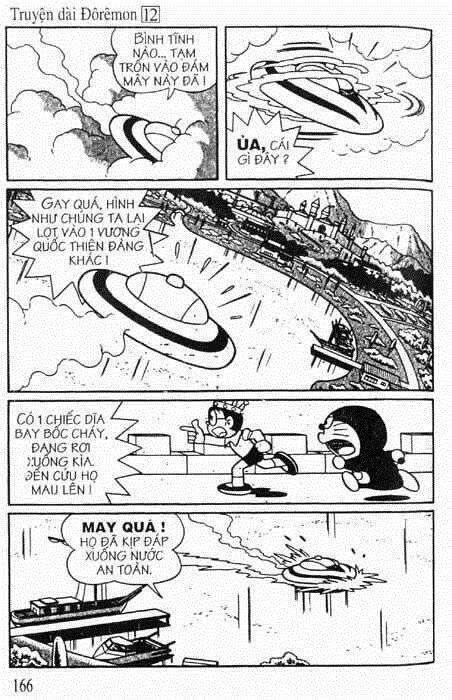 Truyện dài Đôrêmon 12
BÌNH TĨNH
NÀO... TẠM
TRỐN VÀO ĐÁM
MÂY NÀY ĐÃ !
ỦA, CÁI
GÌ ĐÂY ?
GAY QUÁ, HÌNH
NHƯ CHÚNG TA LẠI
LỌT VÀO 1 VƯƠNG
QUỐC THIÊN ĐÀNG
KHÁC !
CÓ 1 CHIẾC DĨA
BAY BỐC CHÁY,
ĐANG RƠI
XUỐNG KÌA.
ĐẾN CỨU HỌ
MAU LÊN !
MAY QUÁ !
HỌ ĐÃ KỊP ĐÁP
XUỐNG NƯỚC
AN TOÀN.
166